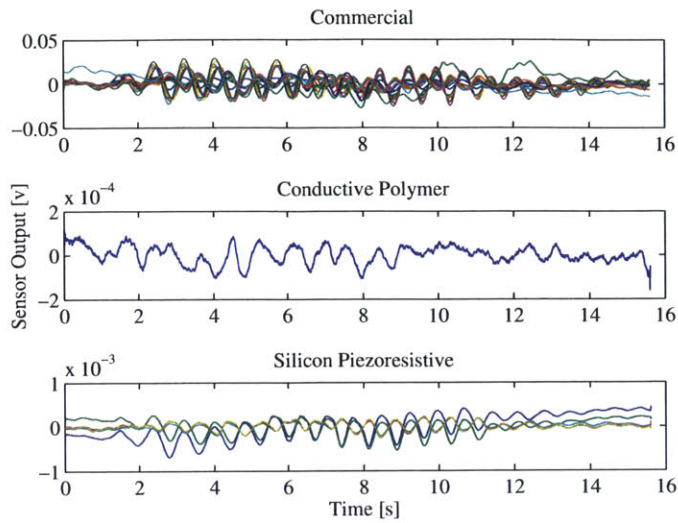 Commercial
0.05
0
−0.05
0 2 4 6 8 10 12 14 16
Sensor Output [v]
x 10−4
Conductive Polymer
2
0
−2
0 2 4 6 8 10 12 14 16
x 10−3
Silicon Piezoresistive
1
0
−1
0 2 4 6 8 10 12 14 16
Time [s]